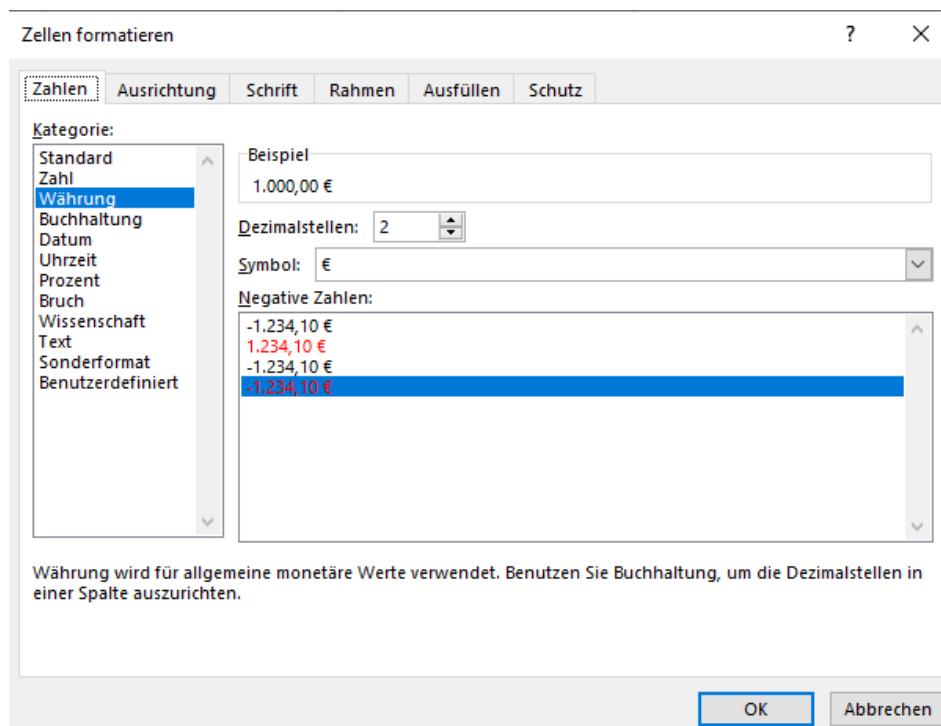 Zellen formatieren
?
Zahlen Ausrichtung Schrift Rahmen Ausfüllen Schutz
Kategorie:
Standard
Zahl
Währung
Buchhaltung
Datum
Uhrzeit
Prozent
Bruch
Wissenschaft
Text
Sonderformat
Benutzerdefiniert
Beispiel
1.000,00 €
Dezimalstellen: 2
Symbol: €
Negative Zahlen:
-1.234,10 €
1.234,10 €
-1.234,10 €
-1.234,10 €
Währung wird für allgemeine monetäre Werte verwendet. Benutzen Sie Buchhaltung, um die Dezimalstellen in
einer Spalte auszurichten.
OK Abbrechen